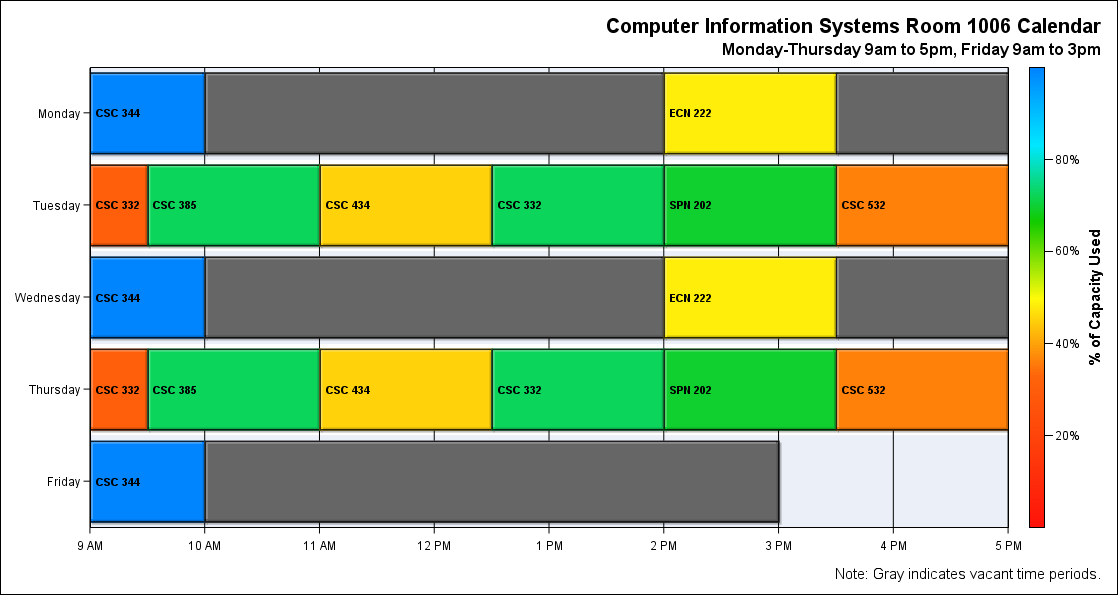 Computer Information Systems Room 1006 Calendar
Monday-Thursday 9am to 5pm, Friday 9am to 3pm
Monday
CSC 344
ECN 222
Tuesday
CSC 332
CSC 385
CSC 434
CSC 332
SPN 202
CSC 532
Wednesday
CSC 344
ECN 222
Thursday
CSC 332
CSC 385
CSC 434
CSC 332
SPN 202
CSC 532
Friday
CSC 344
9 AM
10 AM
11 AM
12 PM
1 PM
2 PM
3 PM
4 PM
5 PM
80%
60%
40%
20%
% of Capacity Used
Note: Gray indicates vacant time periods.